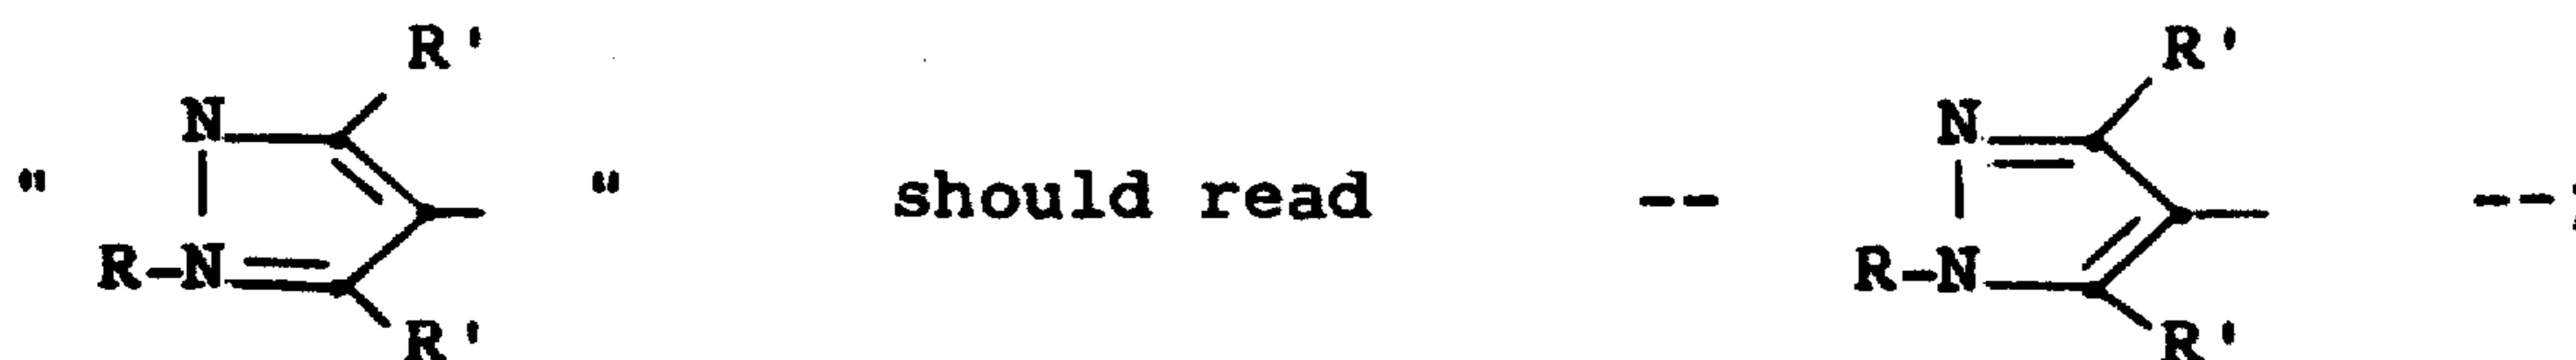 R' R'
N N
" " should read -- --;
R-N R-N
R' R'